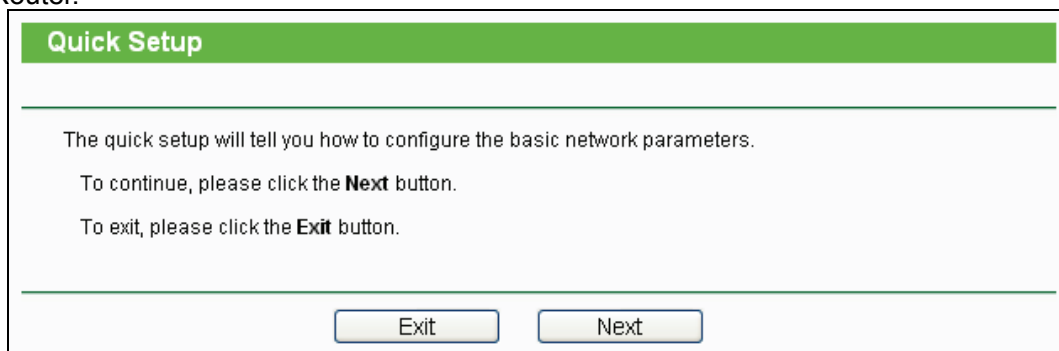 Router.
Quick Setup
The quick setup will tell you how to configure the basic network parameters.
To continue, please click the Next button.
To exit, please click the Exit button.
Exit Next